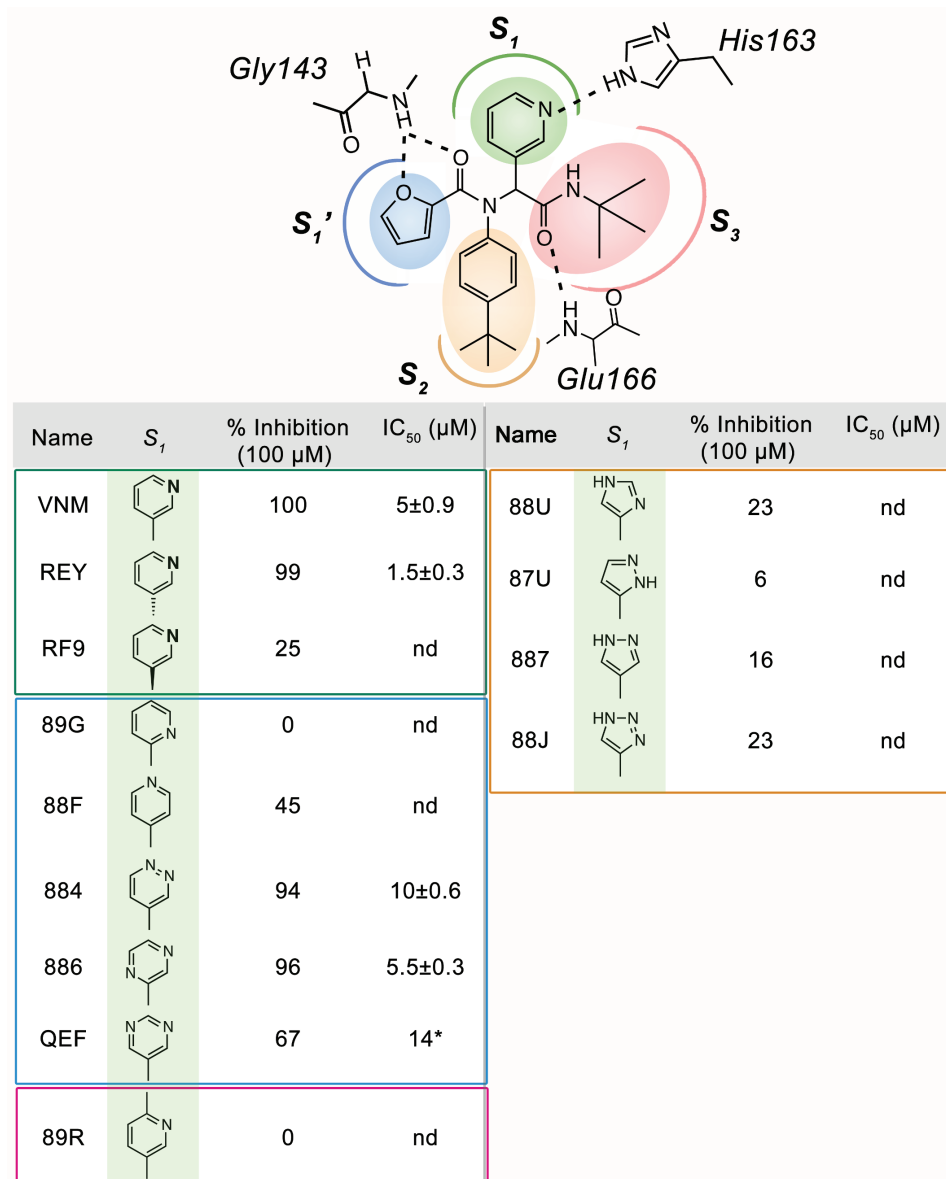 S1
His163
Gly143
H
N
H
O
O
N
HN
N
O
N
H
N
O
S1'
S3
S2
H
N
O
Glu166
Name S1 % Inhibition (100 µM) IC50 (µM)
VNM N 100 5±0.9
REY N 99 1.5±0.3
RF9 N 25 nd
89G N 0 nd
88F N 45 nd
884 N N 94 10±0.6
886 N N 96 5.5±0.3
QEF N N 67 14*
89R N 0 nd
Name S1 % Inhibition (100 µM) IC50 (µM)
88U HN N 23 nd
87U N NH 6 nd
887 HN N 16 nd
88J HN N N 23 nd